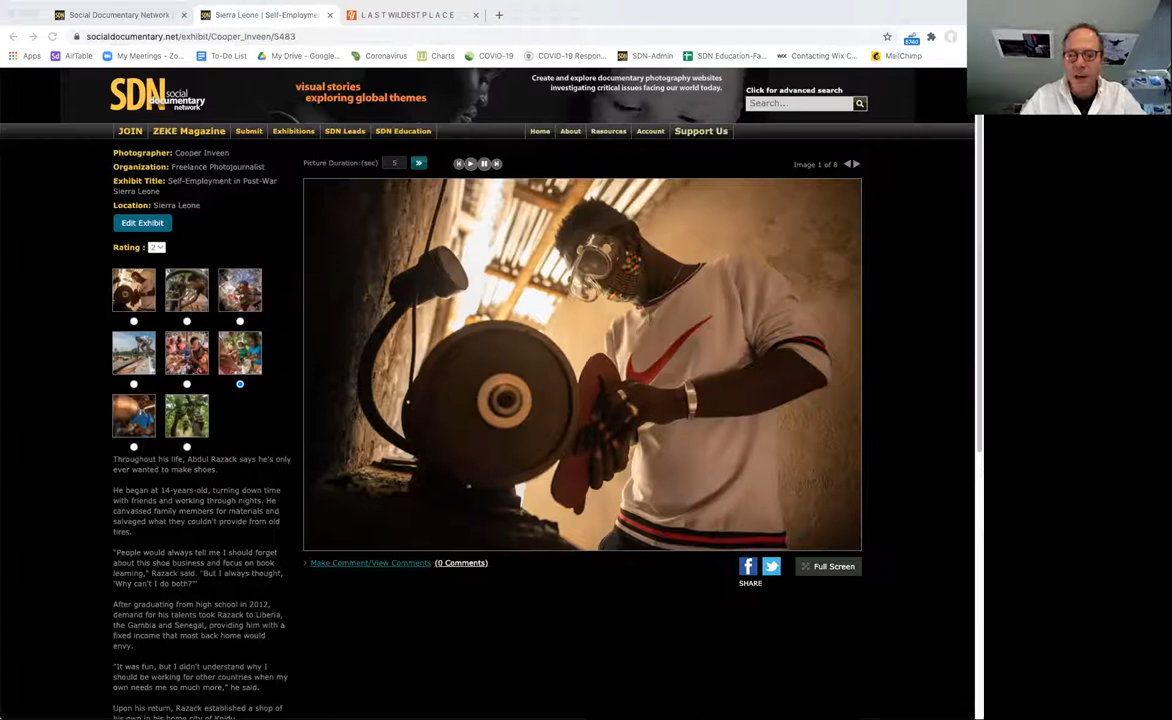 Social Documentary Network |
Sierra Leone | Self-Employme
L A S T W I L D E S T P L A C E
socialdocumentary.net/exhibit/Cooper_Inveen/5483
Apps
AirTable
My Meetings - Zo...
To-Do List
My Drive - Google...
Coronavirus
Charts
COVID-19
COVID-19 Respon...
SDN-Admin
SDN Education-Fa...
Contacting Wix C...
MailChimp
SDN social documentary network
visual stories
exploring global themes
Create and explore documentary photography websites
investigating critical issues facing our world today.
Click for advanced search
Search...
JOIN ZEKE Magazine Submit Exhibitions SDN Leads SDN Education Home About Resources Account Support Us
Photographer: Cooper Inveen
Organization: Freelance Photojournalist
Exhibit Title: Self-Employment in Post-War
Sierra Leone
Location: Sierra Leone
Edit Exhibit
Rating : 2
Picture Duration:(sec) 5 »
Image 1 of 8
Throughout his life, Abdul Razack says he's only
ever wanted to make shoes.
He began at 14-years-old, turning down time
with friends and working through nights. He
canvassed family members for materials and
salvaged what they couldn't provide from old
tires.
"People would always tell me I should forget
about this shoe business and focus on book
learning," Razack said. "But I always thought,
'Why can't I do both?'"
After graduating from high school in 2012,
demand for his talents took Razack to Liberia,
the Gambia and Senegal, providing him with a
fixed income that most back home would
envy.
"It was fun, but I didn't understand why I
should be working for other countries when my
own needs me so much more," he said.
Upon his return, Razack established a shop of
his own in his home city of Koidu.
› Make Comment/View Comments (0 Comments)
SHARE
Full Screen